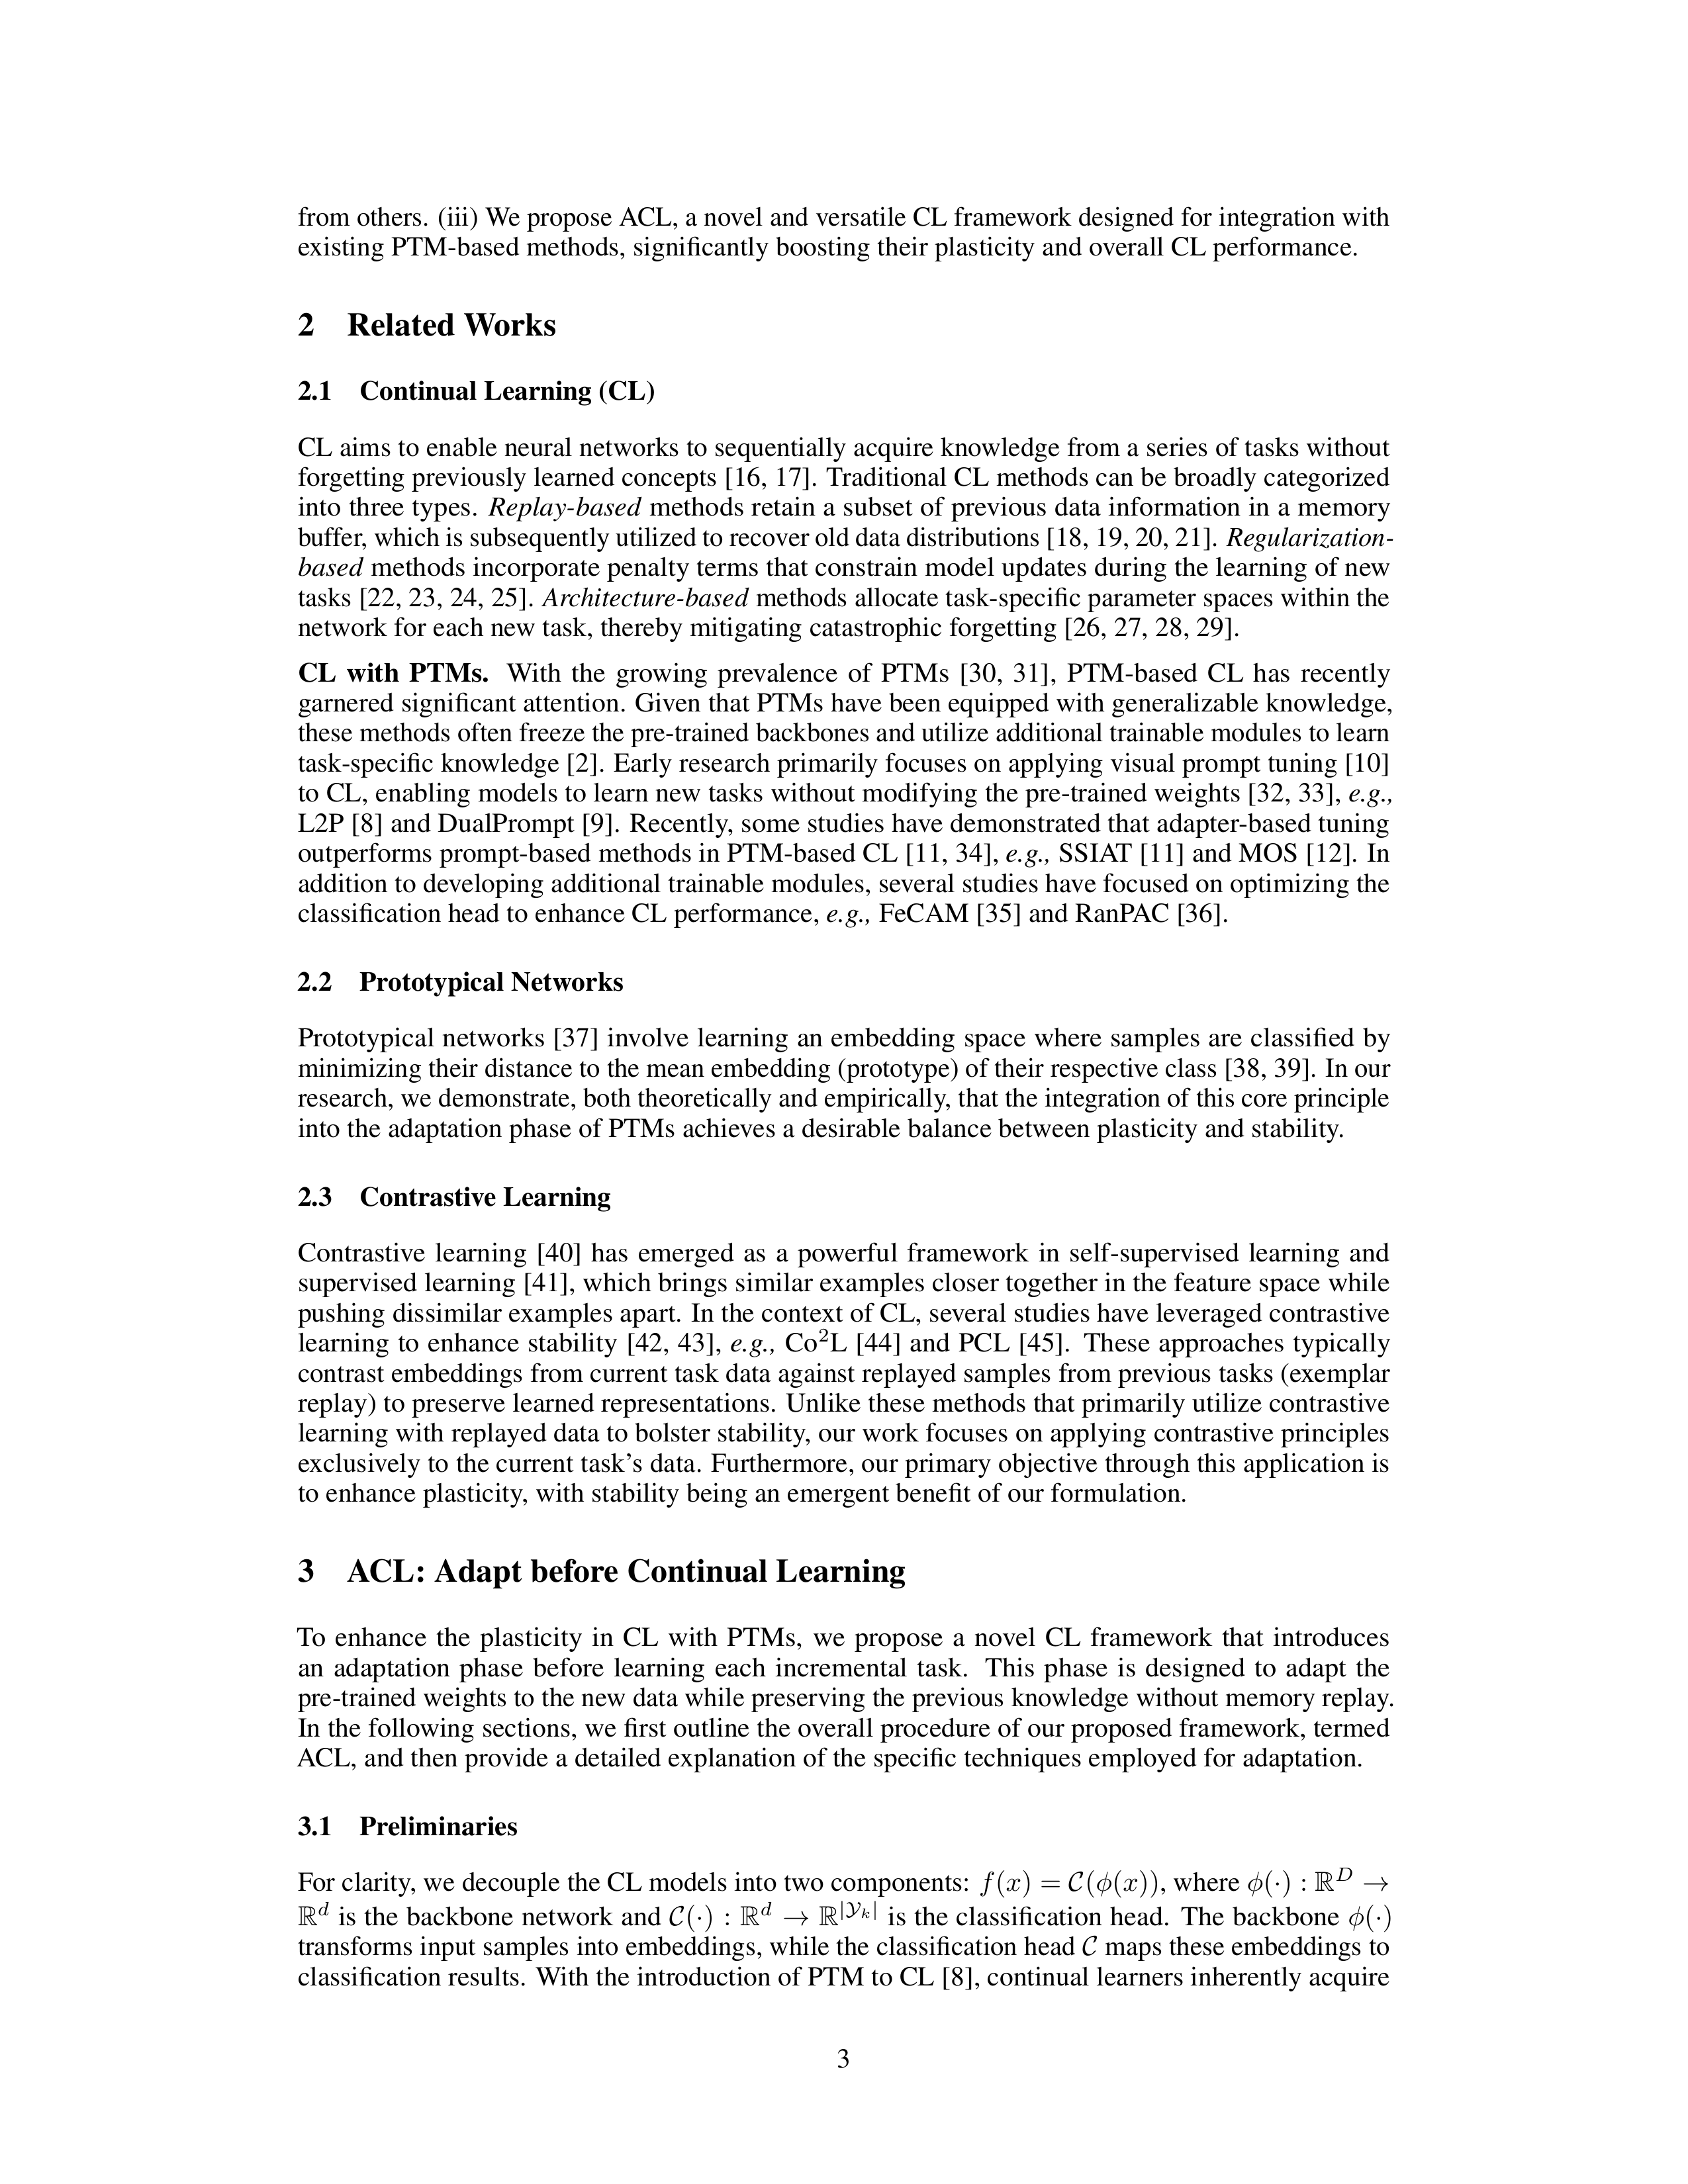 from others. (iii) We propose ACL, a novel and versatile CL framework designed for integration with
existing PTM-based methods, significantly boosting their plasticity and overall CL performance.
2 Related Works
2.1 Continual Learning (CL)
CL aims to enable neural networks to sequentially acquire knowledge from a series of tasks without
forgetting previously learned concepts [16, 17]. Traditional CL methods can be broadly categorized
into three types. Replay-based methods retain a subset of previous data information in a memory
buffer, which is subsequently utilized to recover old data distributions [18, 19, 20, 21]. Regularization-
based methods incorporate penalty terms that constrain model updates during the learning of new
tasks [22, 23, 24, 25]. Architecture-based methods allocate task-specific parameter spaces within the
network for each new task, thereby mitigating catastrophic forgetting [26, 27, 28, 29].
CL with PTMs. With the growing prevalence of PTMs [30, 31], PTM-based CL has recently
garnered significant attention. Given that PTMs have been equipped with generalizable knowledge,
these methods often freeze the pre-trained backbones and utilize additional trainable modules to learn
task-specific knowledge [2]. Early research primarily focuses on applying visual prompt tuning [10]
to CL, enabling models to learn new tasks without modifying the pre-trained weights [32, 33], e.g.,
L2P [8] and DualPrompt [9]. Recently, some studies have demonstrated that adapter-based tuning
outperforms prompt-based methods in PTM-based CL [11, 34], e.g., SSIAT [11] and MOS [12]. In
addition to developing additional trainable modules, several studies have focused on optimizing the
classification head to enhance CL performance, e.g., FeCAM [35] and RanPAC [36].
2.2 Prototypical Networks
Prototypical networks [37] involve learning an embedding space where samples are classified by
minimizing their distance to the mean embedding (prototype) of their respective class [38, 39]. In our
research, we demonstrate, both theoretically and empirically, that the integration of this core principle
into the adaptation phase of PTMs achieves a desirable balance between plasticity and stability.
2.3 Contrastive Learning
Contrastive learning [40] has emerged as a powerful framework in self-supervised learning and
supervised learning [41], which brings similar examples closer together in the feature space while
pushing dissimilar examples apart. In the context of CL, several studies have leveraged contrastive
learning to enhance stability [42, 43], e.g., Co²L [44] and PCL [45]. These approaches typically
contrast embeddings from current task data against replayed samples from previous tasks (exemplar
replay) to preserve learned representations. Unlike these methods that primarily utilize contrastive
learning with replayed data to bolster stability, our work focuses on applying contrastive principles
exclusively to the current task's data. Furthermore, our primary objective through this application is
to enhance plasticity, with stability being an emergent benefit of our formulation.
3 ACL: Adapt before Continual Learning
To enhance the plasticity in CL with PTMs, we propose a novel CL framework that introduces
an adaptation phase before learning each incremental task. This phase is designed to adapt the
pre-trained weights to the new data while preserving the previous knowledge without memory replay.
In the following sections, we first outline the overall procedure of our proposed framework, termed
ACL, and then provide a detailed explanation of the specific techniques employed for adaptation.
3.1 Preliminaries
For clarity, we decouple the CL models into two components: f(x) = 𝒞(ϕ(x)), where ϕ(·) : ℝ^D →
ℝ^d is the backbone network and 𝒞(·) : ℝ^d → ℝ^|𝒴_k| is the classification head. The backbone ϕ(·)
transforms input samples into embeddings, while the classification head 𝒞 maps these embeddings to
classification results. With the introduction of PTM to CL [8], continual learners inherently acquire
3